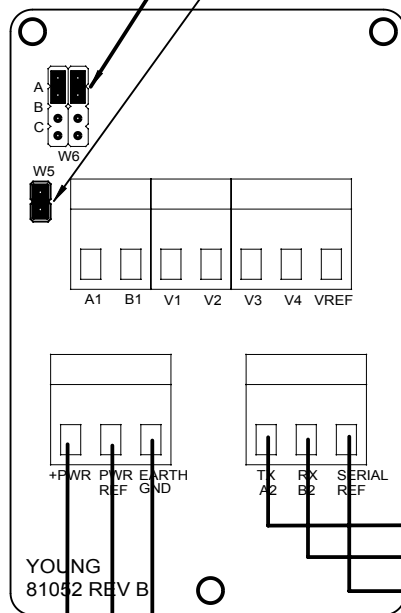 A
B
C
W6
W5
A1 B1 V1 V2 V3 V4 VREF
+PWR PWR EARTH TX RX SERIAL
REF GND A2 B2 REF
YOUNG
81052 REV B